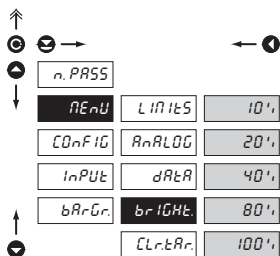 n. PASS
MEnU LIMItS 10%
COnFIG AnALOG 20%
InPUt dAtA 40%
bArGr. brIGHt. 80%
CLr.tAr. 100%